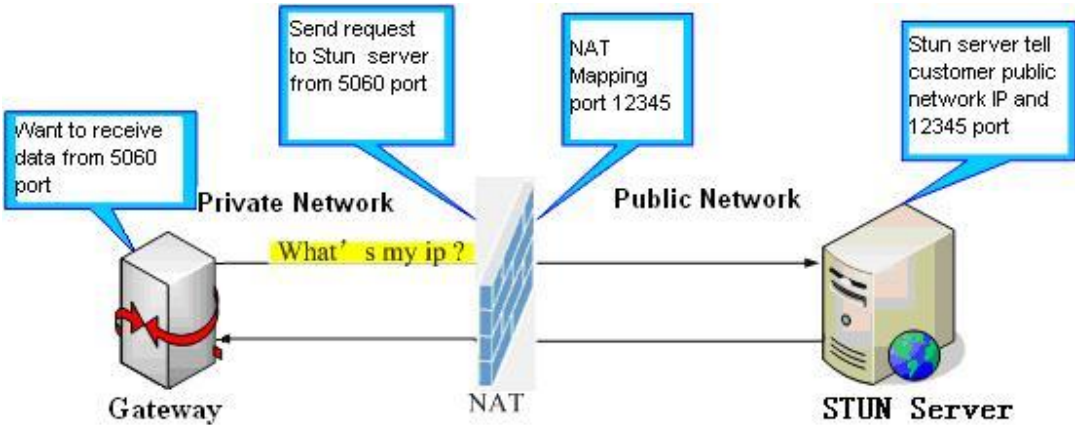 Send request
to Stun server
from 5060 port
NAT
Mapping
port 12345
Stun server tell
customer public
network IP and
12345 port
Want to receive
data from 5060
port
Private Network
Public Network
What's my ip ?
Gateway
NAT
STUN Server